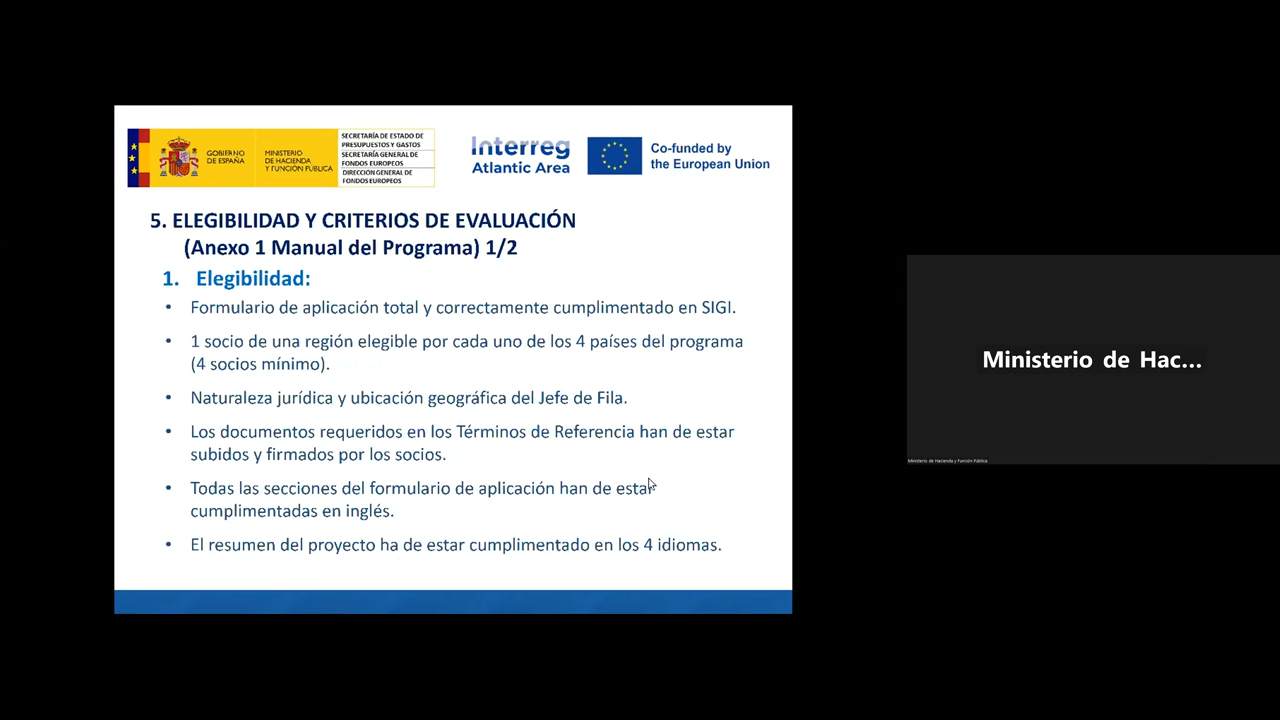 GOBIERNO
DE ESPAÑA
MINISTERIO
DE HACIENDA
Y FUNCIÓN PÚBLICA
SECRETARÍA DE ESTADO DE
PRESUPUESTOS Y GASTOS
SECRETARÍA GENERAL DE
FONDOS EUROPEOS
DIRECCIÓN GENERAL DE
FONDOS EUROPEOS
Interreg
Atlantic Area
Co-funded by
the European Union
5. ELEGIBILIDAD Y CRITERIOS DE EVALUACIÓN
(Anexo 1 Manual del Programa) 1/2
1. Elegibilidad:
• Formulario de aplicación total y correctamente cumplimentado en SIGI.
• 1 socio de una región elegible por cada uno de los 4 países del programa
(4 socios mínimo).
• Naturaleza jurídica y ubicación geográfica del Jefe de Fila.
• Los documentos requeridos en los Términos de Referencia han de estar
subidos y firmados por los socios.
• Todas las secciones del formulario de aplicación han de estar
cumplimentadas en inglés.
• El resumen del proyecto ha de estar cumplimentado en los 4 idiomas.
Ministerio de Hac...
Ministerio de Hacienda y Función Pública